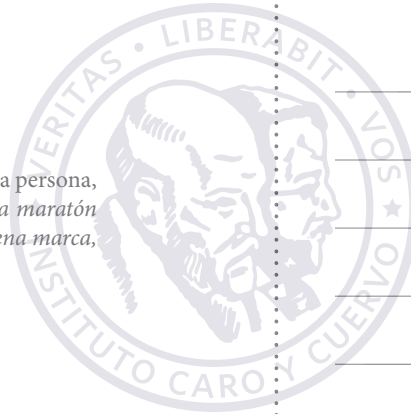 VERITAS • LIBERABIT • VOS
a persona,
a maratón
ena marca,
INSTITUTO CARO Y CUERVO